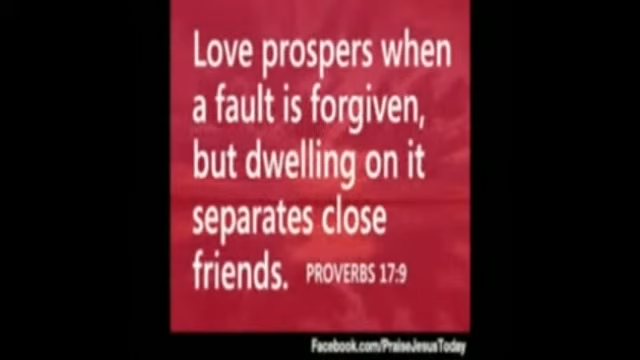 Love prospers when
a fault is forgiven,
but dwelling on it
separates close
friends. PROVERBS 17:9
Facebook.com/PraiseJesusToday